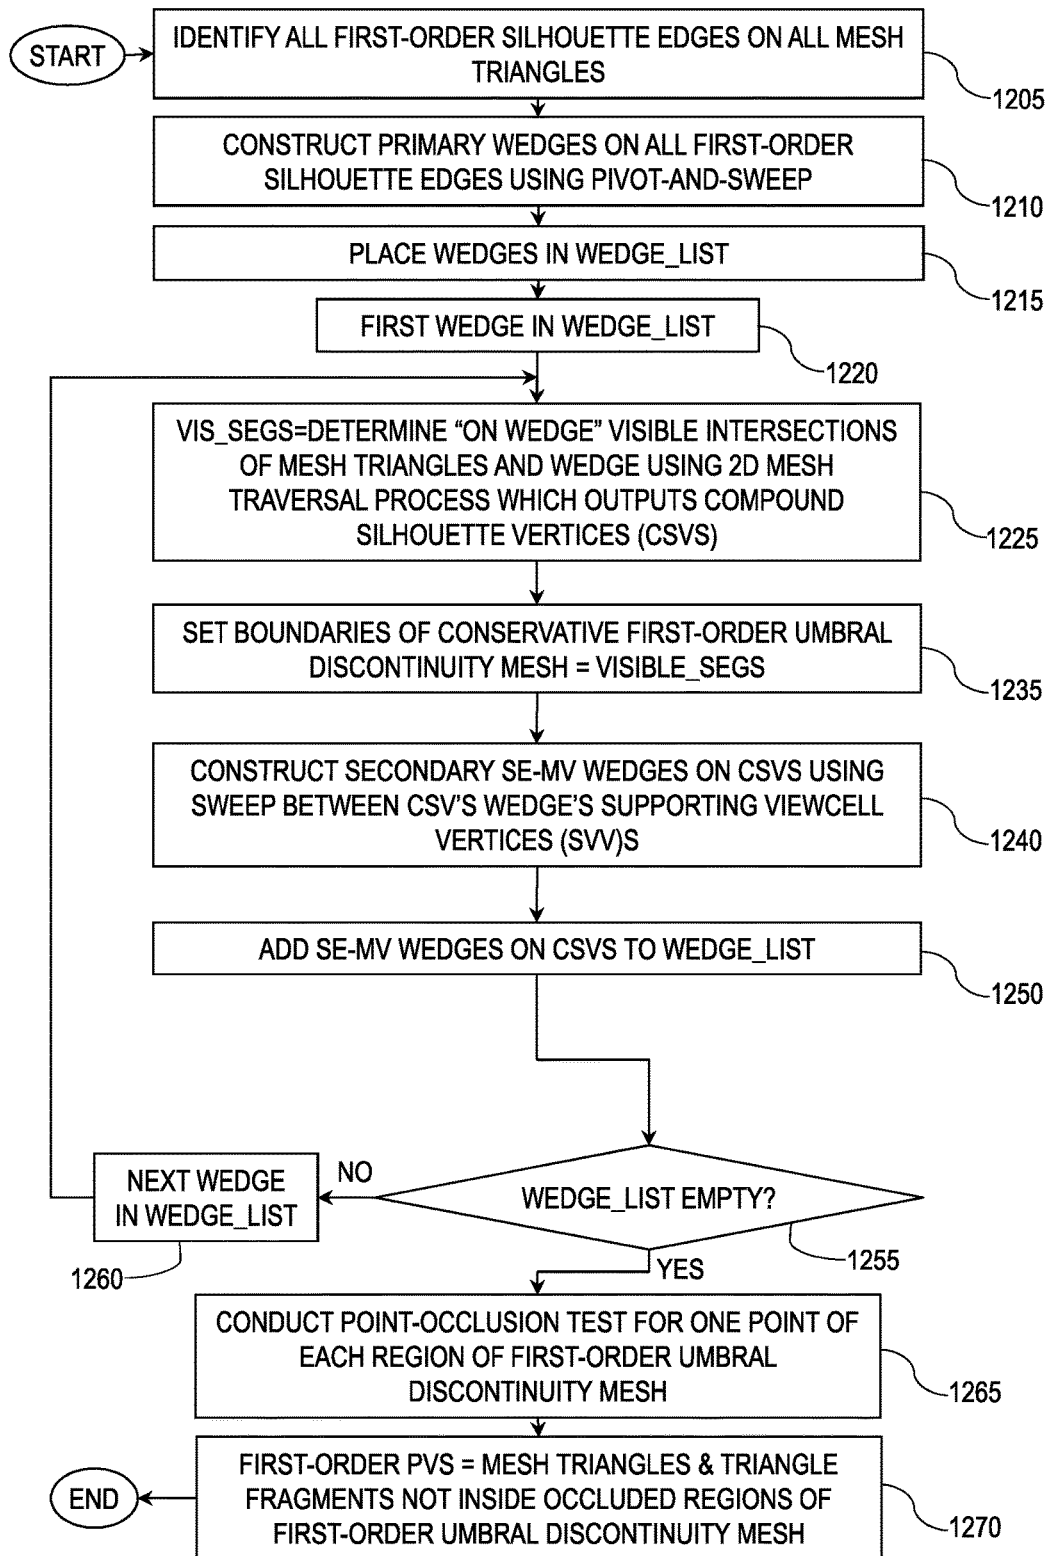 START
IDENTIFY ALL FIRST-ORDER SILHOUETTE EDGES ON ALL MESH
TRIANGLES
1205
CONSTRUCT PRIMARY WEDGES ON ALL FIRST-ORDER
SILHOUETTE EDGES USING PIVOT-AND-SWEEP
1210
PLACE WEDGES IN WEDGE_LIST
1215
FIRST WEDGE IN WEDGE_LIST
1220
VIS_SEGS=DETERMINE “ON WEDGE” VISIBLE INTERSECTIONS
OF MESH TRIANGLES AND WEDGE USING 2D MESH
TRAVERSAL PROCESS WHICH OUTPUTS COMPOUND
SILHOUETTE VERTICES (CSVS)
1225
SET BOUNDARIES OF CONSERVATIVE FIRST-ORDER UMBRAL
DISCONTINUITY MESH = VISIBLE_SEGS
1235
CONSTRUCT SECONDARY SE-MV WEDGES ON CSVS USING
SWEEP BETWEEN CSV'S WEDGE'S SUPPORTING VIEWCELL
VERTICES (SVV)S
1240
ADD SE-MV WEDGES ON CSVS TO WEDGE_LIST
1250
WEDGE_LIST EMPTY?
1255
NO
NEXT WEDGE
IN WEDGE_LIST
1260
YES
CONDUCT POINT-OCCLUSION TEST FOR ONE POINT OF
EACH REGION OF FIRST-ORDER UMBRAL
DISCONTINUITY MESH
1265
FIRST-ORDER PVS = MESH TRIANGLES & TRIANGLE
FRAGMENTS NOT INSIDE OCCLUDED REGIONS OF
FIRST-ORDER UMBRAL DISCONTINUITY MESH
1270
END